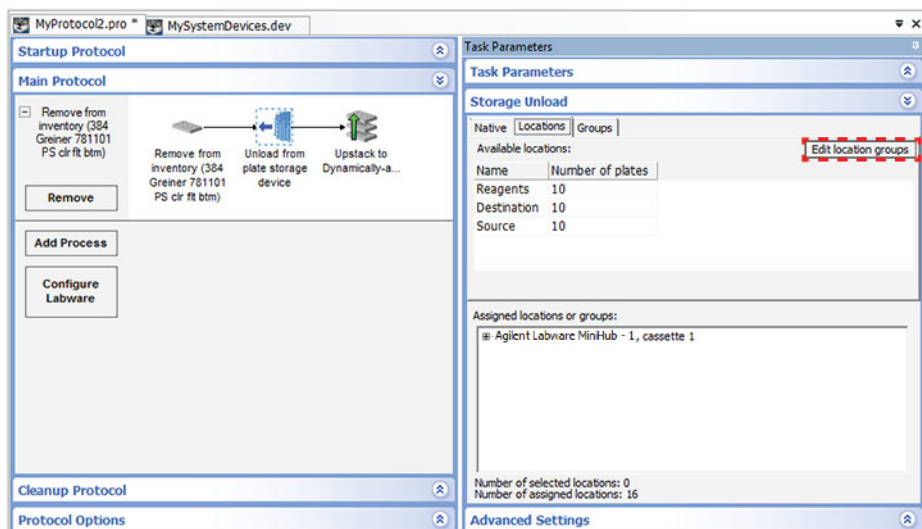 MyProtocol2.pro *
MySystemDevices.dev
Startup Protocol
Main Protocol
Remove from
inventory (384
Greiner 781101
PS clr flt btm)
Remove
Remove from
inventory (384
Greiner 781101
PS clr flt btm)
Unload from
plate storage
device
Upstack to
Dynamically-a...
Add Process
Configure
Labware
Cleanup Protocol
Protocol Options
Task Parameters
Task Parameters
Storage Unload
Native Locations Groups
Available locations:
Edit location groups
Name Number of plates
Reagents 10
Destination 10
Source 10
Assigned locations or groups:
Agilent Labware MiniHub - 1, cassette 1
Number of selected locations: 0
Number of assigned locations: 16
Advanced Settings